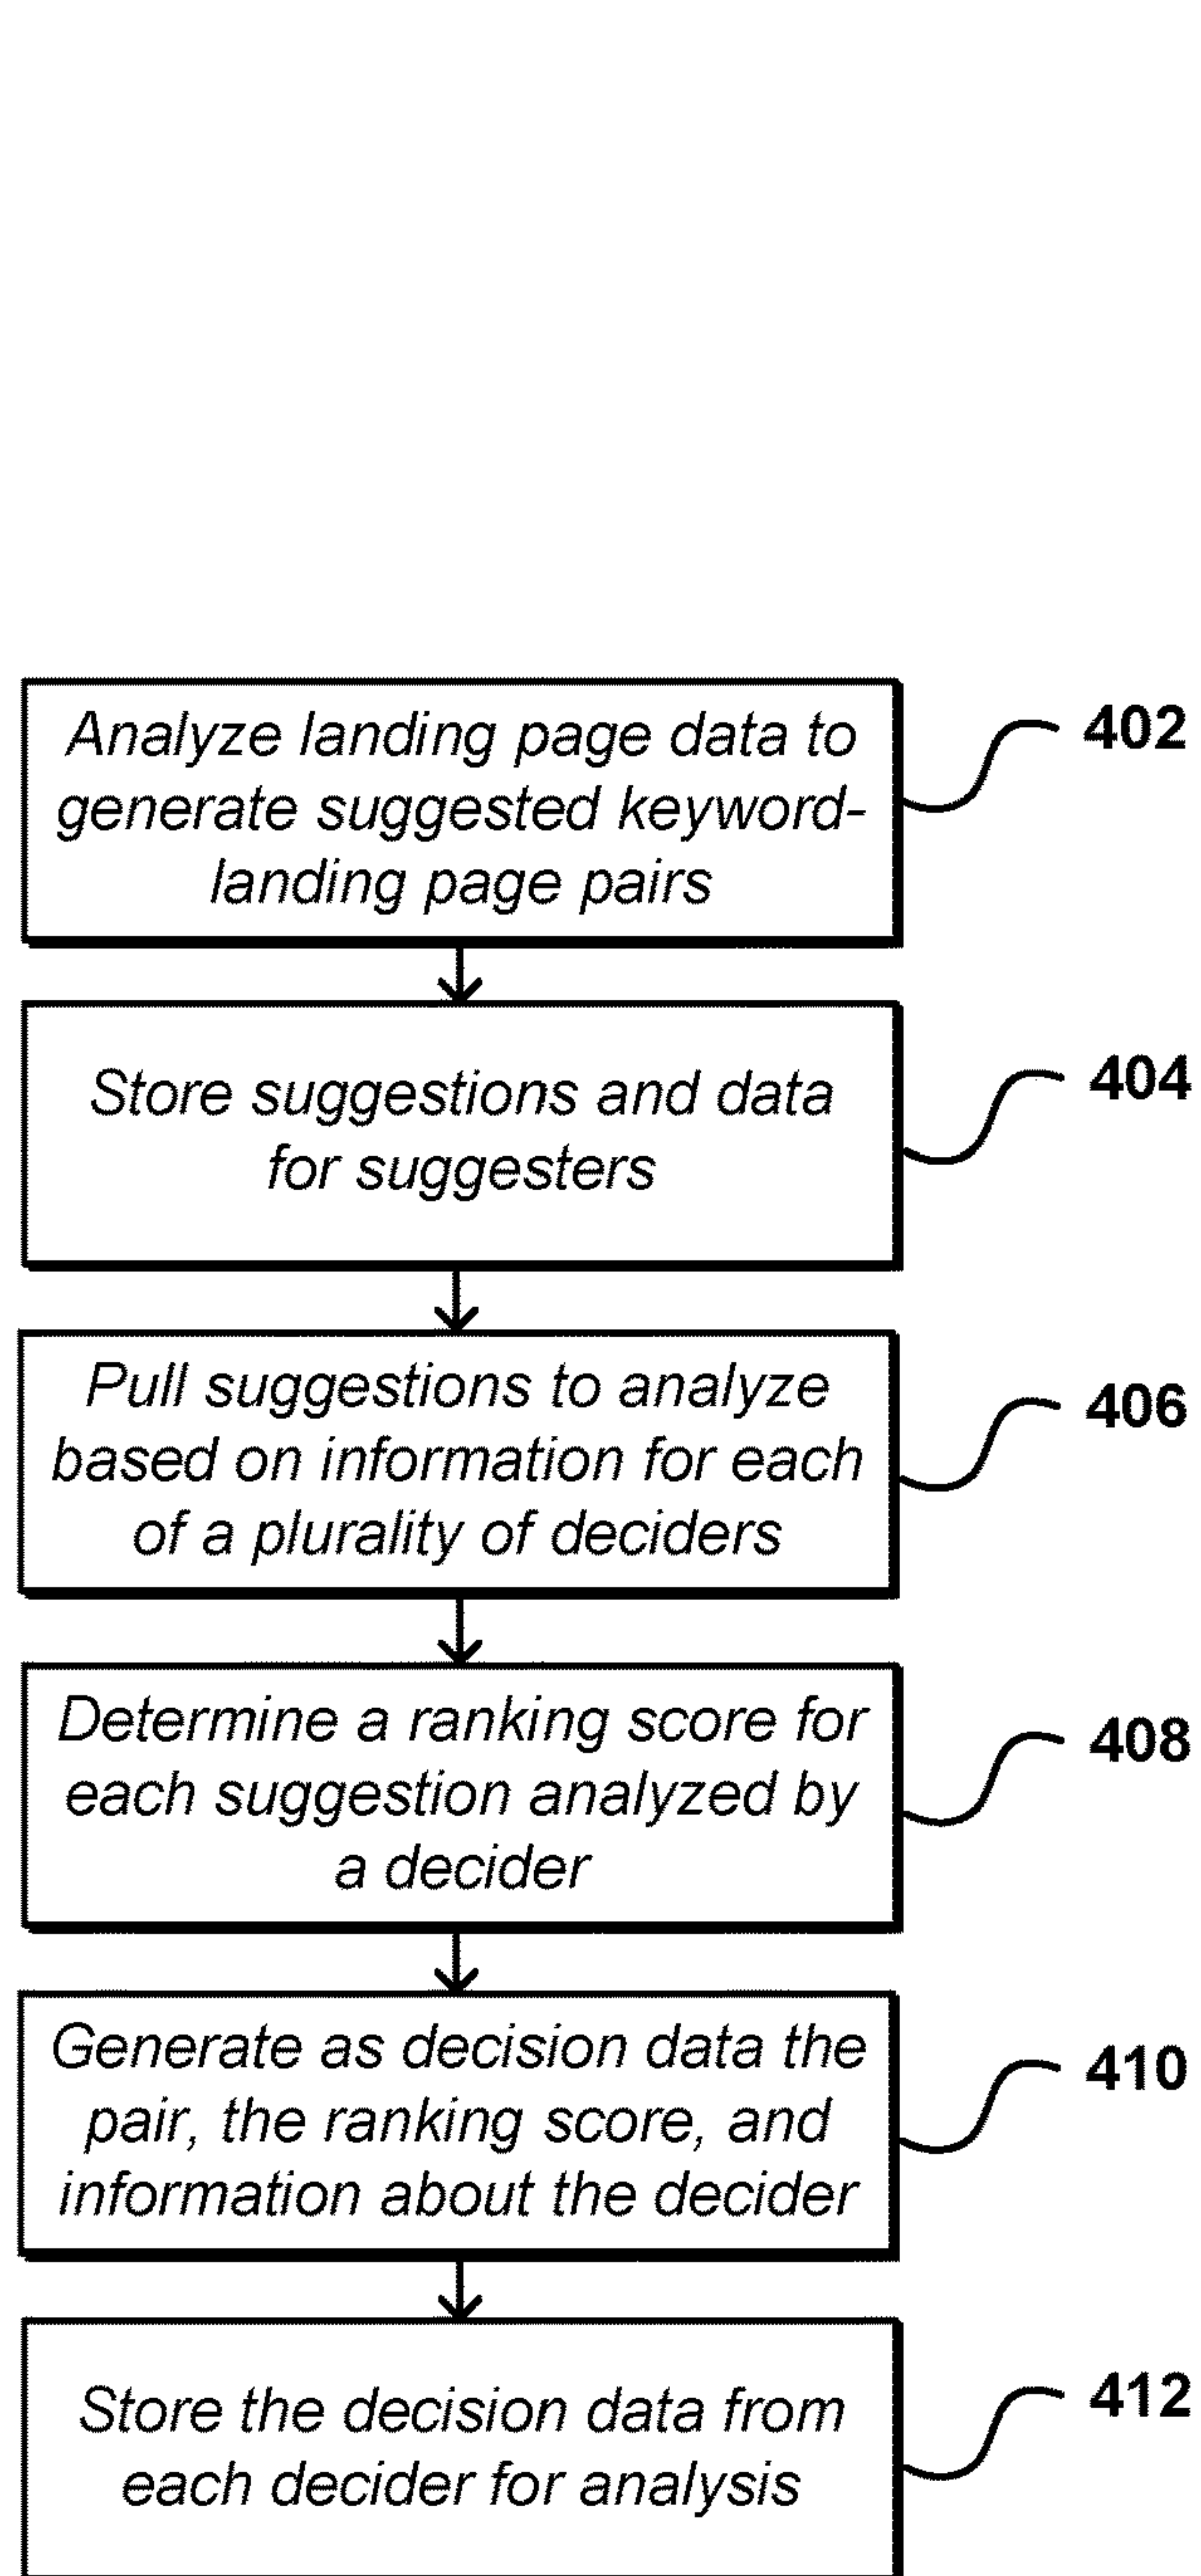 Analyze landing page data to
generate suggested keyword-
landing page pairs
402
Store suggestions and data
for suggesters
404
Pull suggestions to analyze
based on information for each
of a plurality of deciders
406
Determine a ranking score for
each suggestion analyzed by
a decider
408
Generate as decision data the
pair, the ranking score, and
information about the decider
410
Store the decision data from
each decider for analysis
412